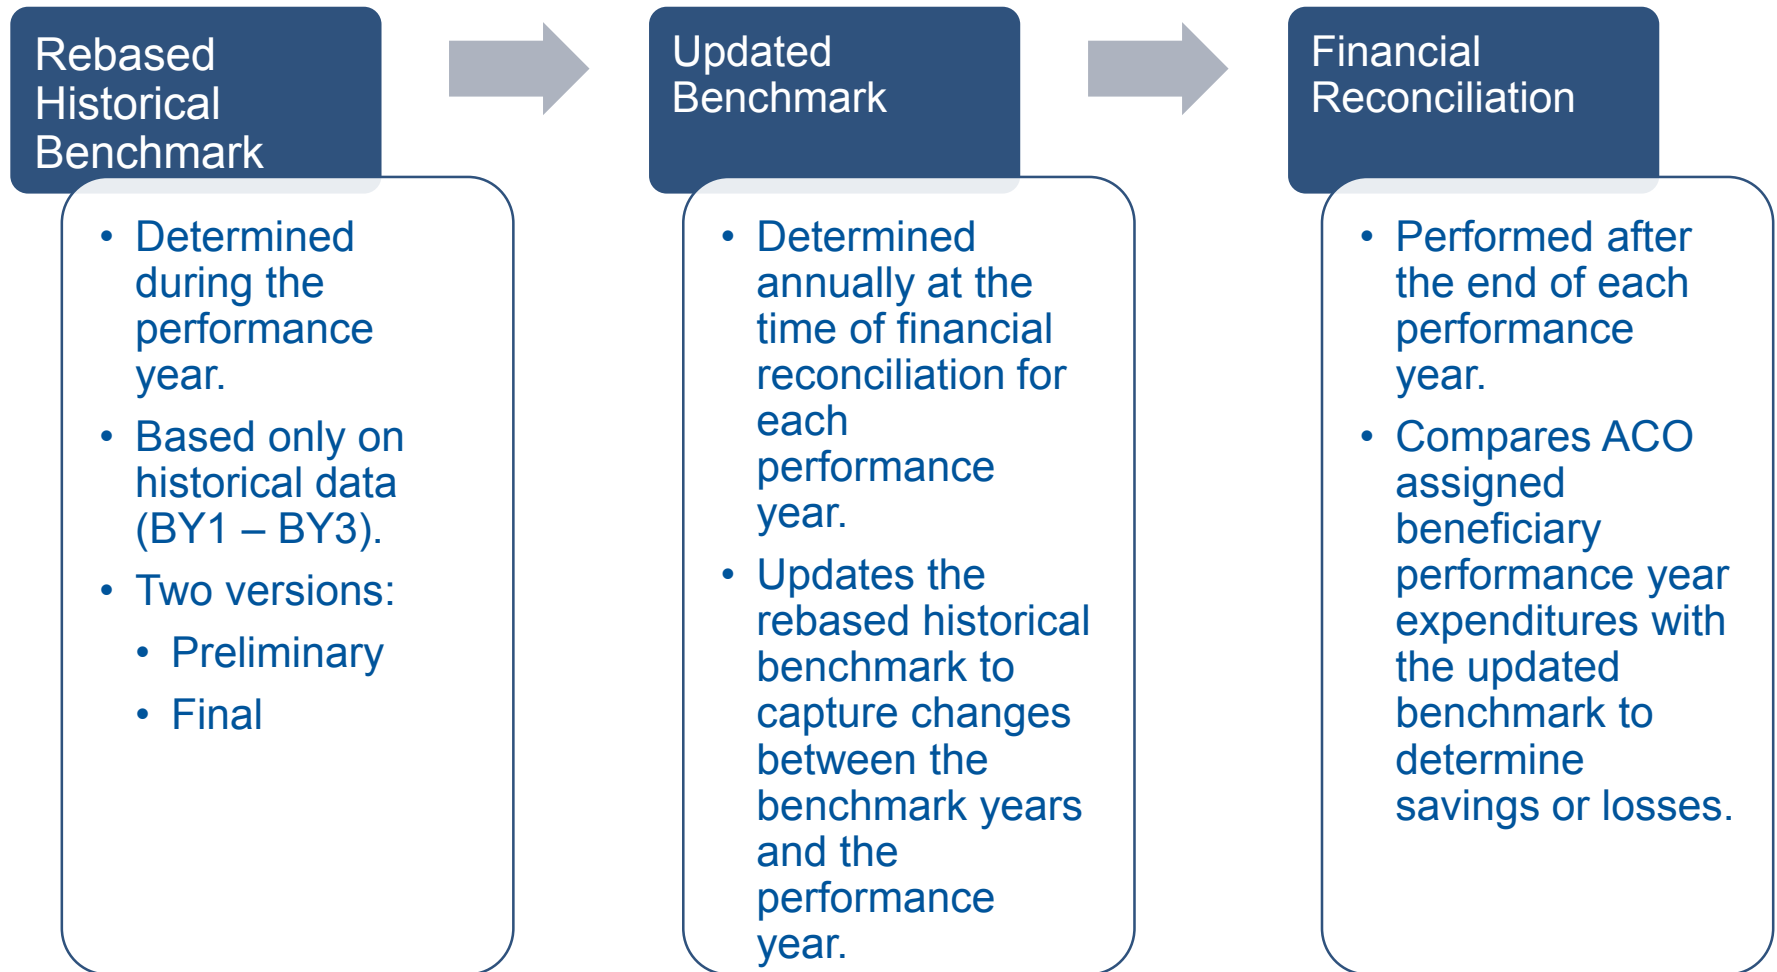 Rebased
Historical
Benchmark
• Determined
during the
performance
year.
• Based only on
historical data
(BY1 – BY3).
• Two versions:
• Preliminary
• Final
Updated
Benchmark
• Determined
annually at the
time of financial
reconciliation for
each
performance
year.
• Updates the
rebased historical
benchmark to
capture changes
between the
benchmark years
and the
performance
year.
Financial
Reconciliation
• Performed after
the end of each
performance
year.
• Compares ACO
assigned
beneficiary
performance year
expenditures with
the updated
benchmark to
determine
savings or losses.